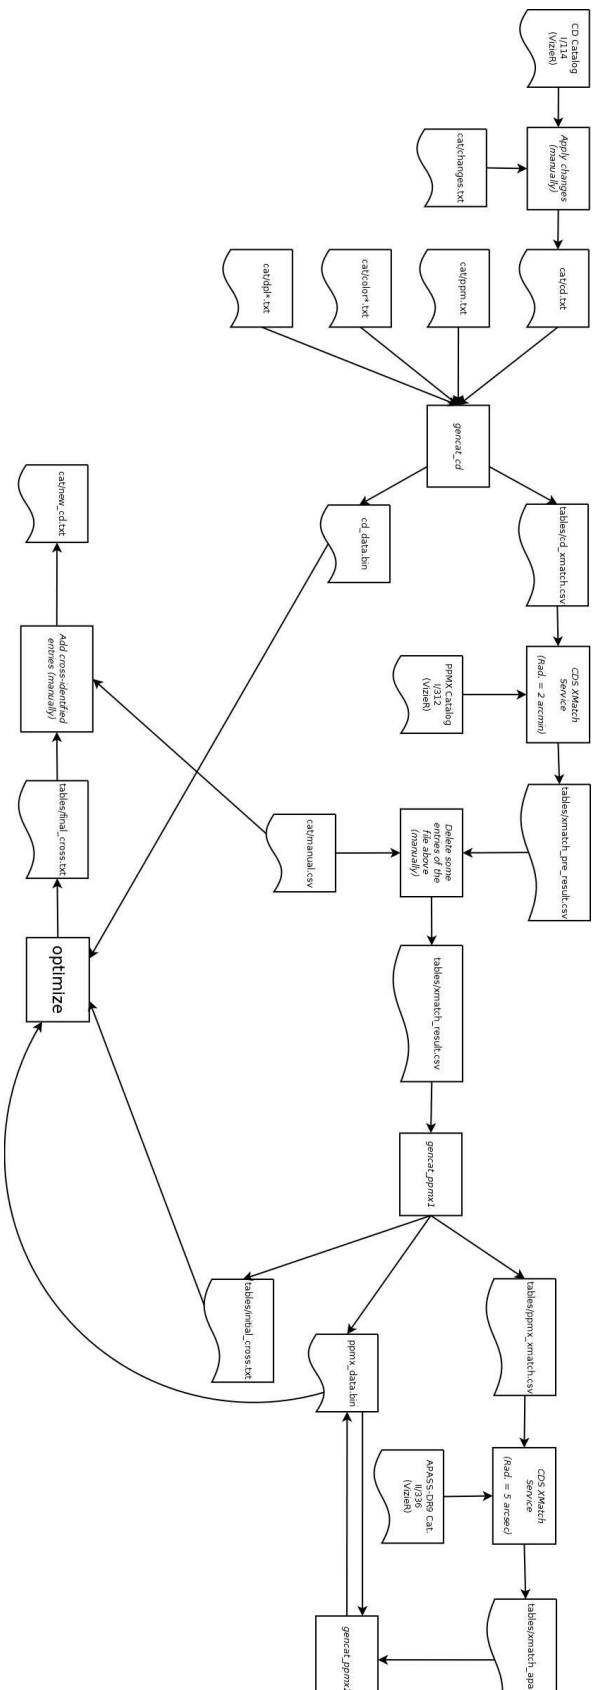 CD Catalog
I/114
(VizieR)
Apply changes
(manually)
cat/changes.txt
cat/cd.txt
cat/ppm.txt
cat/color*.txt
cat/dpl*.txt
gencat_cd
tables/cd_xmatch.csv
cd_data.bin
cat/new_cd.txt
CDS XMatch
Service
(Rad. = 2 arcmin)
PPMX Catalog
I/312
(VizieR)
Add cross-identified
entries (manually)
tables/xmatch_pre_result.csv
Delete some
entries of the
file above
(manually)
cat/manual.csv
tables/final_cross.txt
tables/xmatch_result.csv
optimize
gencat_ppmx1
tables/ppmx_xmatch.csv
ppmx_data.bin
tables/initial_cross.txt
CDS XMatch
Service
(Rad. = 5 arcsec)
APASS-DR9 Cat.
II/336
(VizieR)
tables/xmatch_apa
gencat_ppmx2